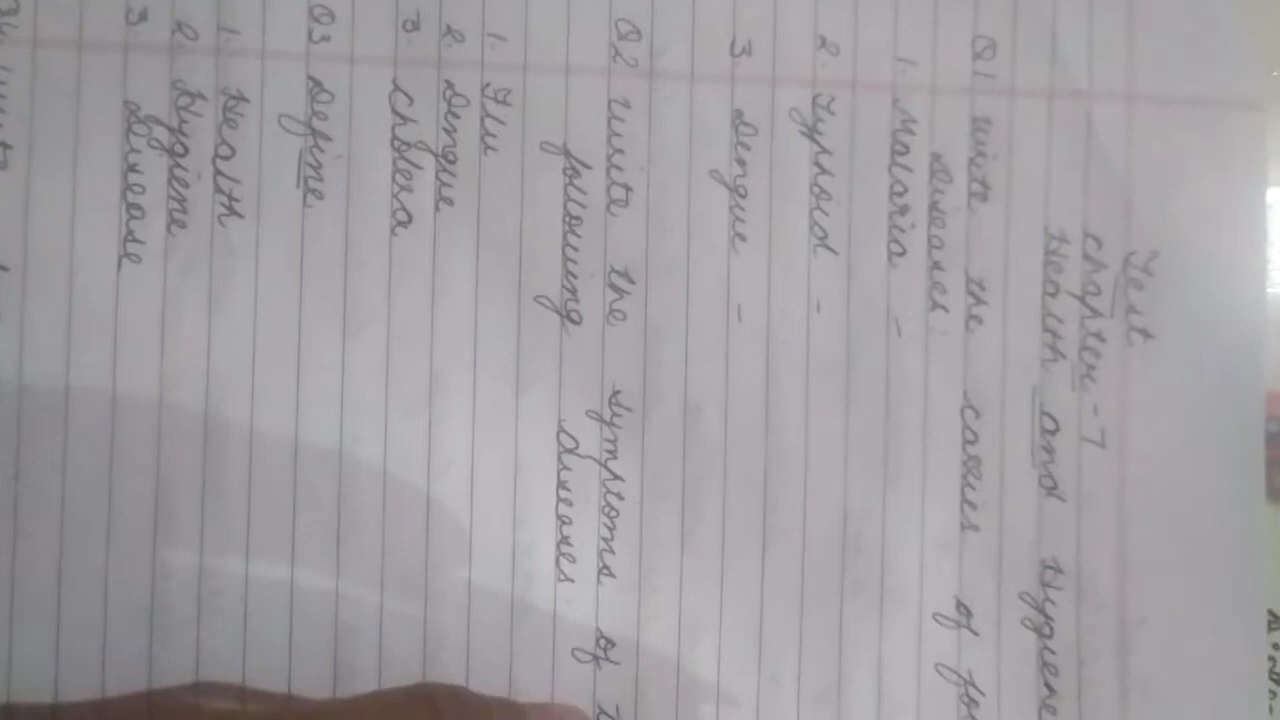 Test
Chapter-7
Health and Hygiene
Q1 write the carries of
diseases:
1. Malaria -
2. Typhoid -
3. Dengue -
Q2 write the symptoms of
following diseases.
1. Flu
2. Dengue
3. Cholera
Q3 Define
1. Health
2. Hygiene
3. Disease